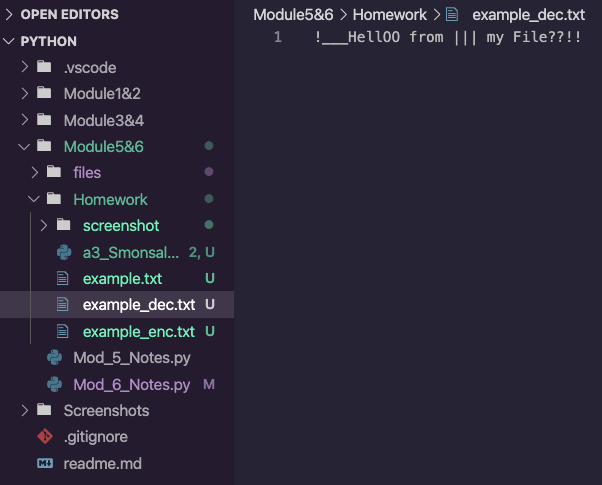 OPEN EDITORS
PYTHON
.vscode
Module1&2
Module3&4
Module5&6
files
Homework
screenshot
a3_Smonsal... 2, U
example.txt U
example_dec.txt U
example_enc.txt U
Mod_5_Notes.py
Mod_6_Notes.py M
Screenshots
.gitignore
readme.md
Module5&6 > Homework > example_dec.txt
1 !___HellOO from ||| my File??!!